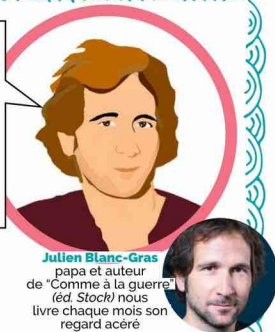 Julien Blanc-Gras
papa et auteur
de "Comme à la guerre"
(éd. Stock) nous
livre chaque mois son
regard acéré